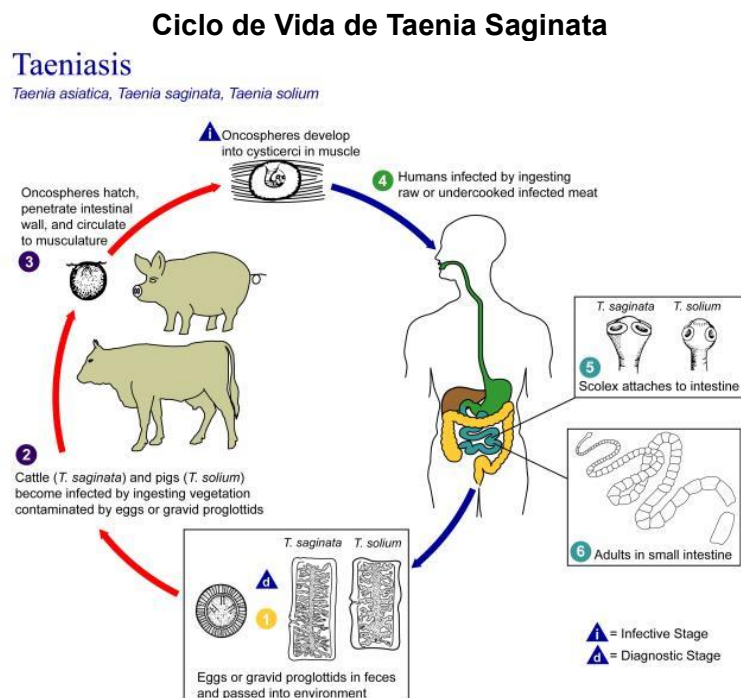 Ciclo de Vida de Taenia Saginata
Taeniasis
Taenia asiatica, Taenia saginata, Taenia solium
i
Oncospheres develop
into cysticerci in muscle
4
Humans infected by ingesting
raw or undercooked infected meat
Oncospheres hatch,
penetrate intestinal
wall, and circulate
to musculature
3
T. saginata T. solium
5
Scolex attaches to intestine
2
Cattle (T. saginata) and pigs (T. solium)
become infected by ingesting vegetation
contaminated by eggs or gravid proglottids
6 Adults in small intestine
T. saginata T. solium
d
1
Eggs or gravid proglottids in feces
and passed into environment
i = Infective Stage
d = Diagnostic Stage